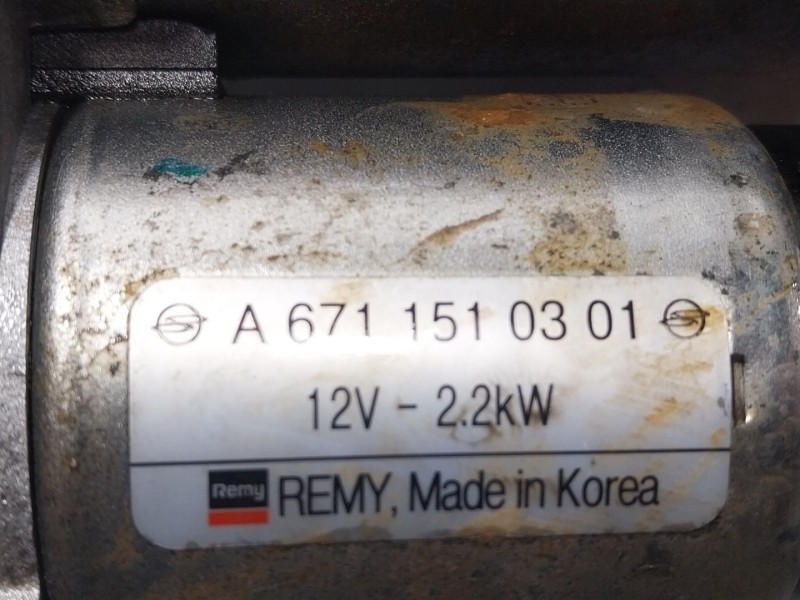 A 671 151 03 01
12V - 2.2kW
Remy REMY, Made in Korea